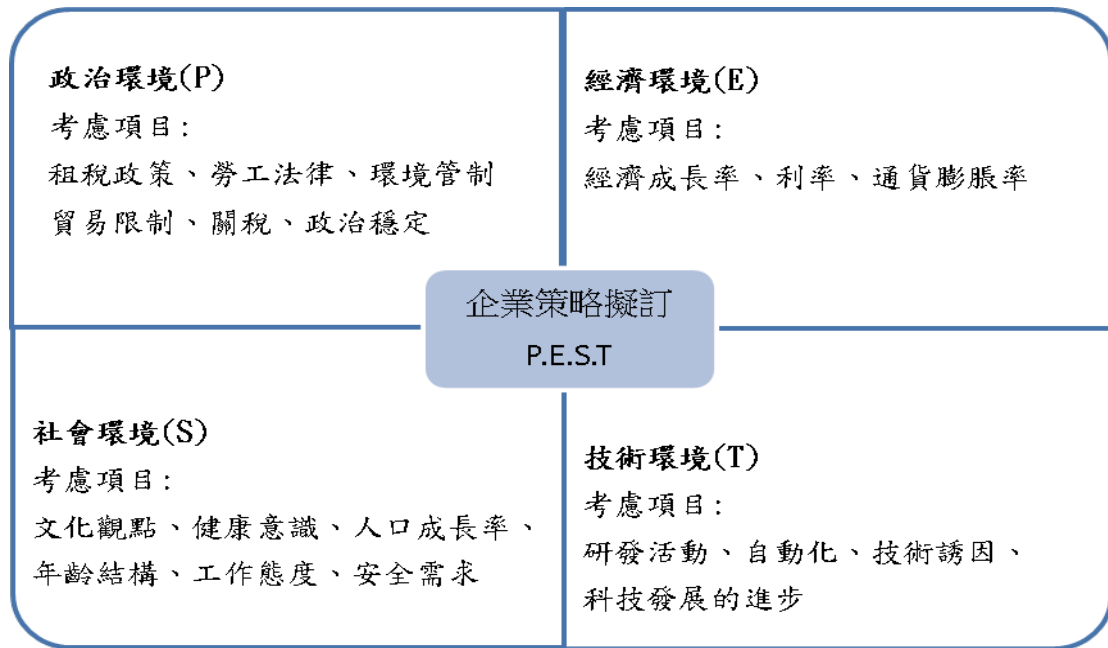 政治環境(P)
考慮項目:
租稅政策、勞工法律、環境管制
貿易限制、關稅、政治穩定
經濟環境(E)
考慮項目:
經濟成長率、利率、通貨膨脹率
企業策略擬訂
P.E.S.T
社會環境(S)
考慮項目:
文化觀點、健康意識、人口成長率、
年齡結構、工作態度、安全需求
技術環境(T)
考慮項目:
研發活動、自動化、技術誘因、
科技發展的進步